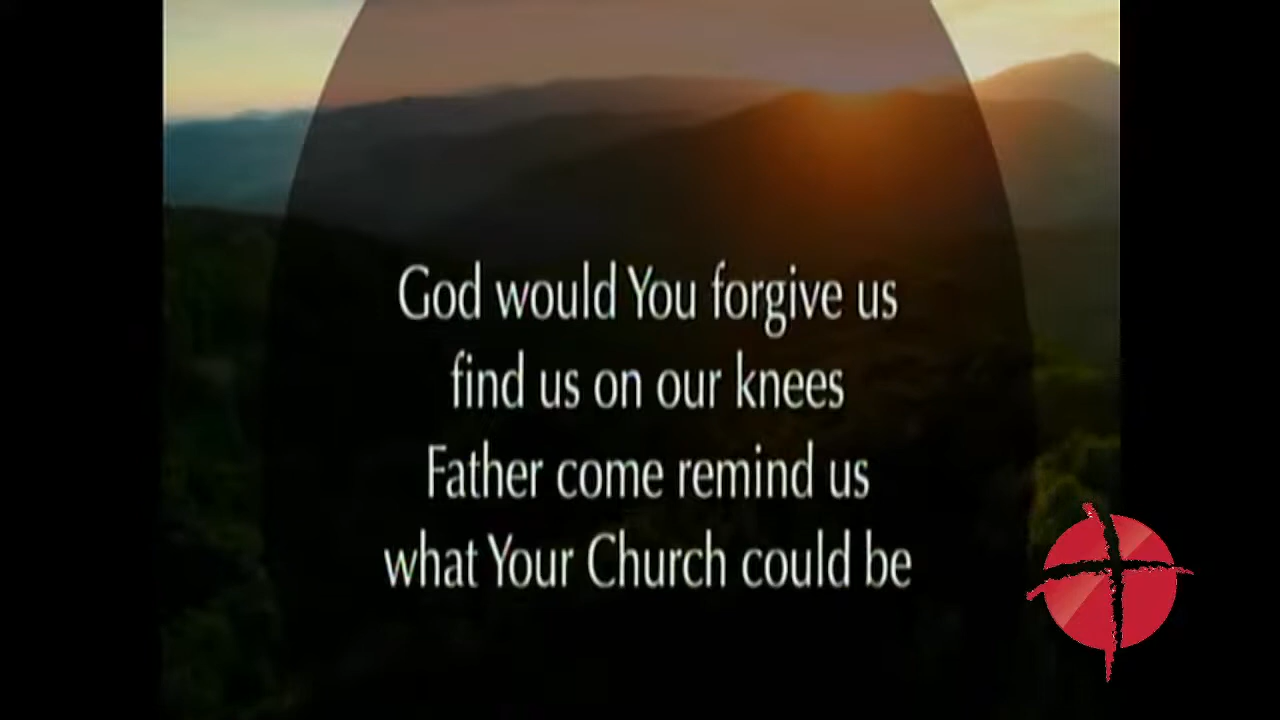 God would You forgive us
find us on our knees
Father come remind us
what Your Church could be